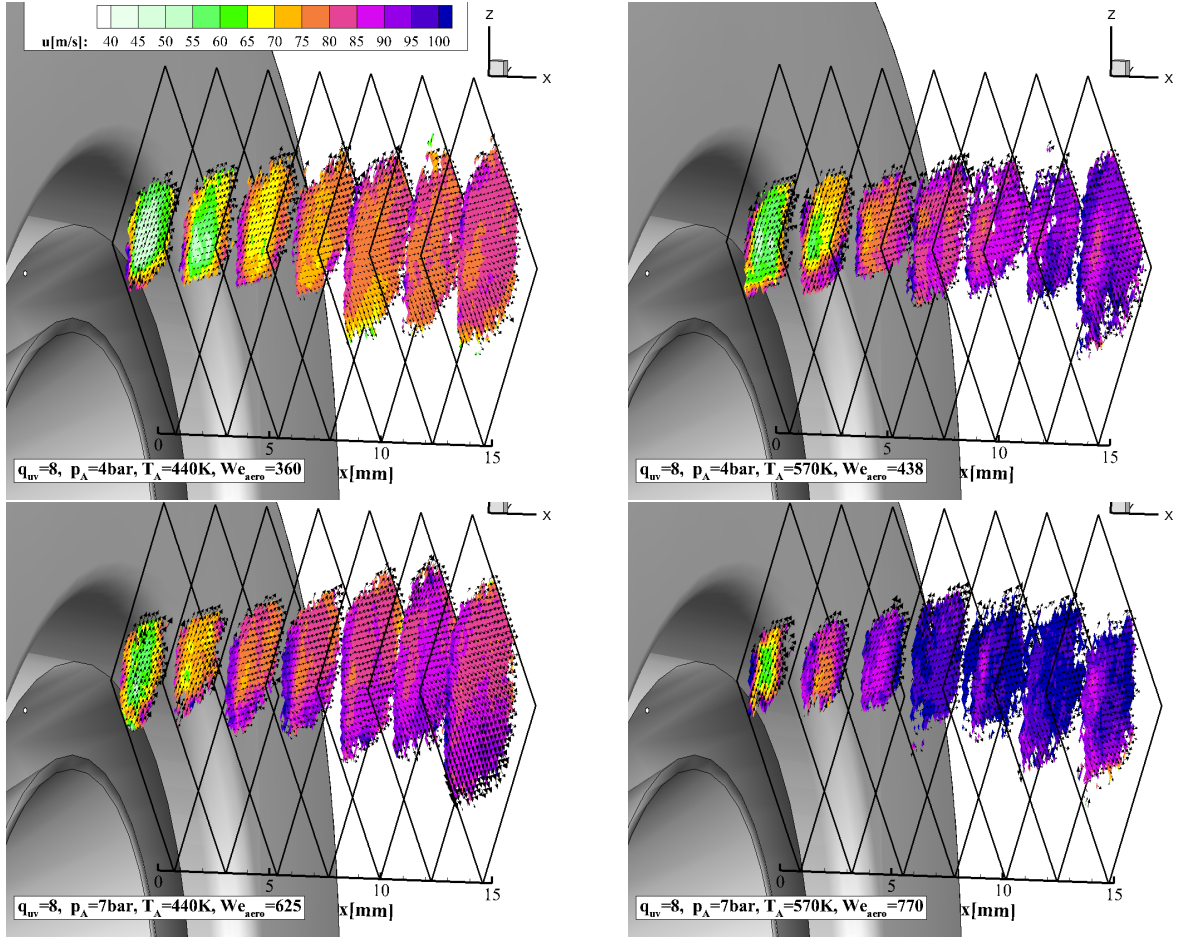 u[m/s]: 40 45 50 55 60 65 70 75 80 85 90 95 100
Z
X
Z
X
0 5 10 15
x[mm]
q_uv=8, p_A=4bar, T_A=440K, We_aero=360
0 5 10 15
x[mm]
q_uv=8, p_A=4bar, T_A=570K, We_aero=438
X
X
0 5 10 15
x[mm]
q_uv=8, p_A=7bar, T_A=440K, We_aero=625
0 5 10 15
x[mm]
q_uv=8, p_A=7bar, T_A=570K, We_aero=770